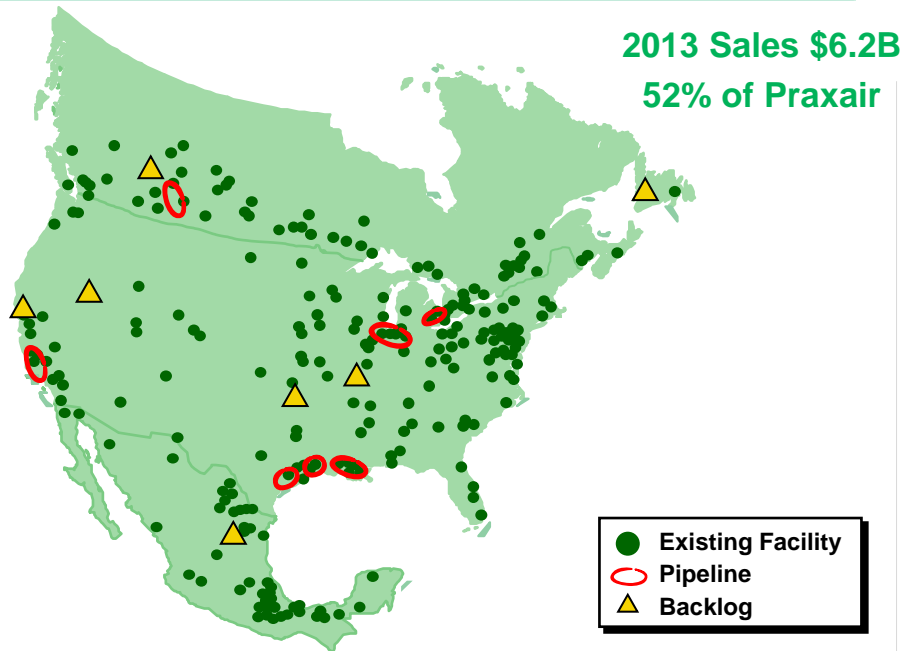 2013 Sales $6.2B
52% of Praxair
Existing Facility
Pipeline
Backlog